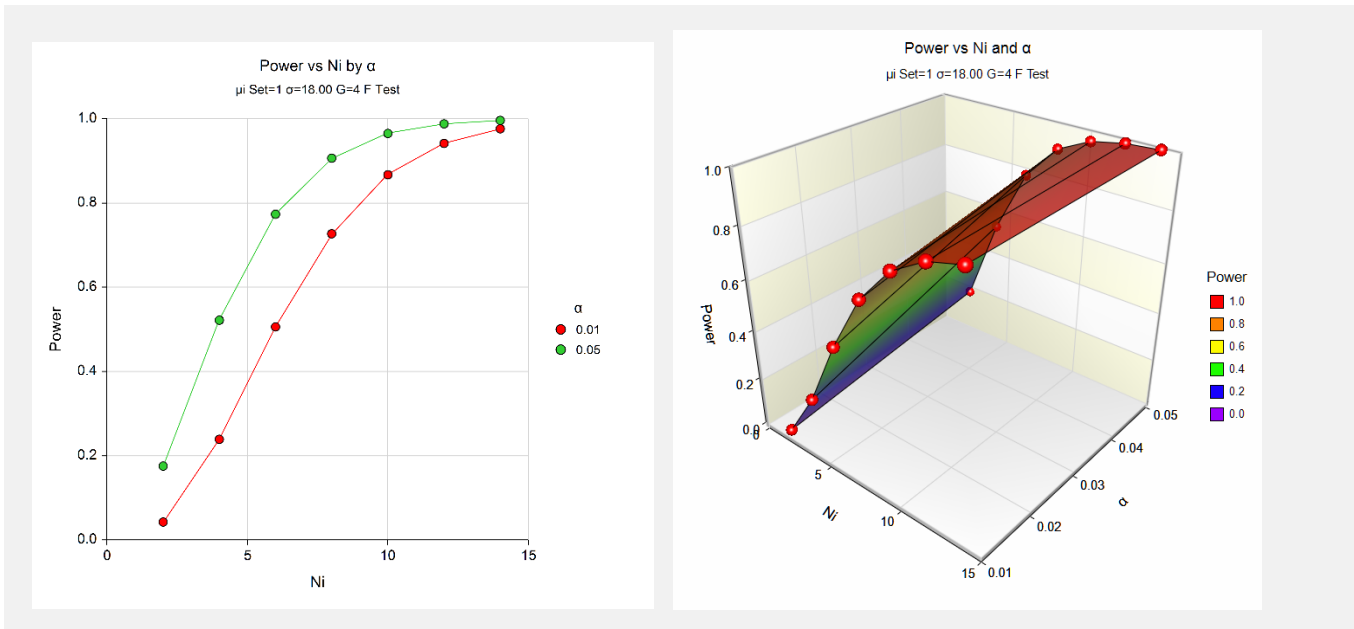 Power vs Ni by α
μi Set=1 σ=18.00 G=4 F Test
1.0
0.8
0.6
0.4
0.2
0.0
Power
0 5 10 15
Ni
α
0.01
0.05
Power vs Ni and α
μi Set=1 σ=18.00 G=4 F Test
1.0
0.8
0.6
0.4
0.2
0.0
Power
0
5
10
15
Ni
0.01
0.02
0.03
0.04
0.05
α
Power
1.0
0.8
0.6
0.4
0.2
0.0